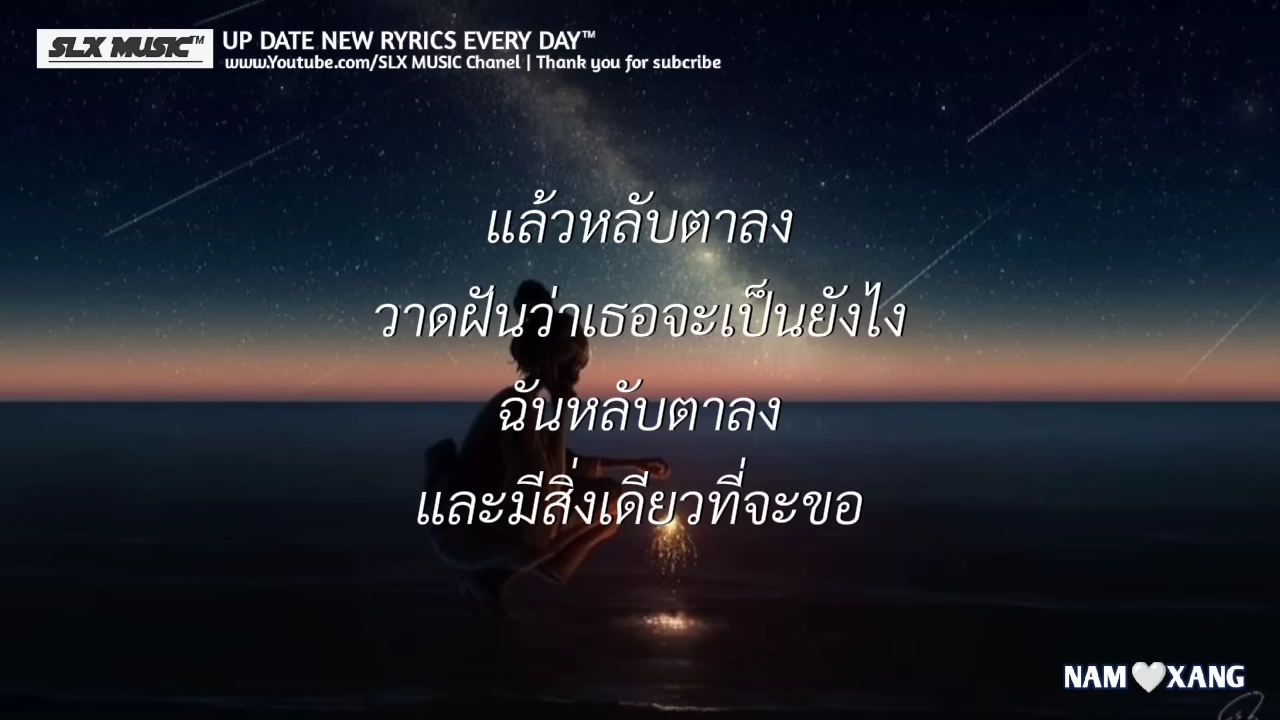 SLX MUSIC™
UP DATE NEW RYRICS EVERY DAY™
www.Youtube.com/SLX MUSIC Chanel | Thank you for subcribe
แล้วหลับตาลง
วาดฝันว่าเธอจะเป็นยังไง
ฉันหลับตาลง
และมีสิ่งเดียวที่จะขอ
NAM🤍XANG